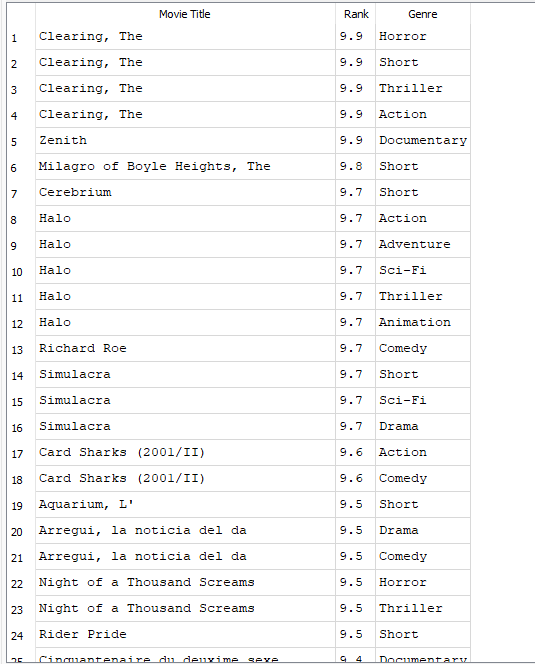 Movie Title Rank Genre
1 Clearing, The 9.9 Horror
2 Clearing, The 9.9 Short
3 Clearing, The 9.9 Thriller
4 Clearing, The 9.9 Action
5 Zenith 9.9 Documentary
6 Milagro of Boyle Heights, The 9.8 Short
7 Cerebrium 9.7 Short
8 Halo 9.7 Action
9 Halo 9.7 Adventure
10 Halo 9.7 Sci-Fi
11 Halo 9.7 Thriller
12 Halo 9.7 Animation
13 Richard Roe 9.7 Comedy
14 Simulacra 9.7 Short
15 Simulacra 9.7 Sci-Fi
16 Simulacra 9.7 Drama
17 Card Sharks (2001/II) 9.6 Action
18 Card Sharks (2001/II) 9.6 Comedy
19 Aquarium, L' 9.5 Short
20 Arregui, la noticia del da 9.5 Drama
21 Arregui, la noticia del da 9.5 Comedy
22 Night of a Thousand Screams 9.5 Horror
23 Night of a Thousand Screams 9.5 Thriller
24 Rider Pride 9.5 Short
25 Cinquantenaire du deuxime sexe 9.4 Documentary